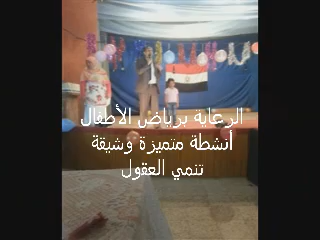 الرعاية برياض الأطفال
أنشطة متميزة وشيقة
تنمي العقول